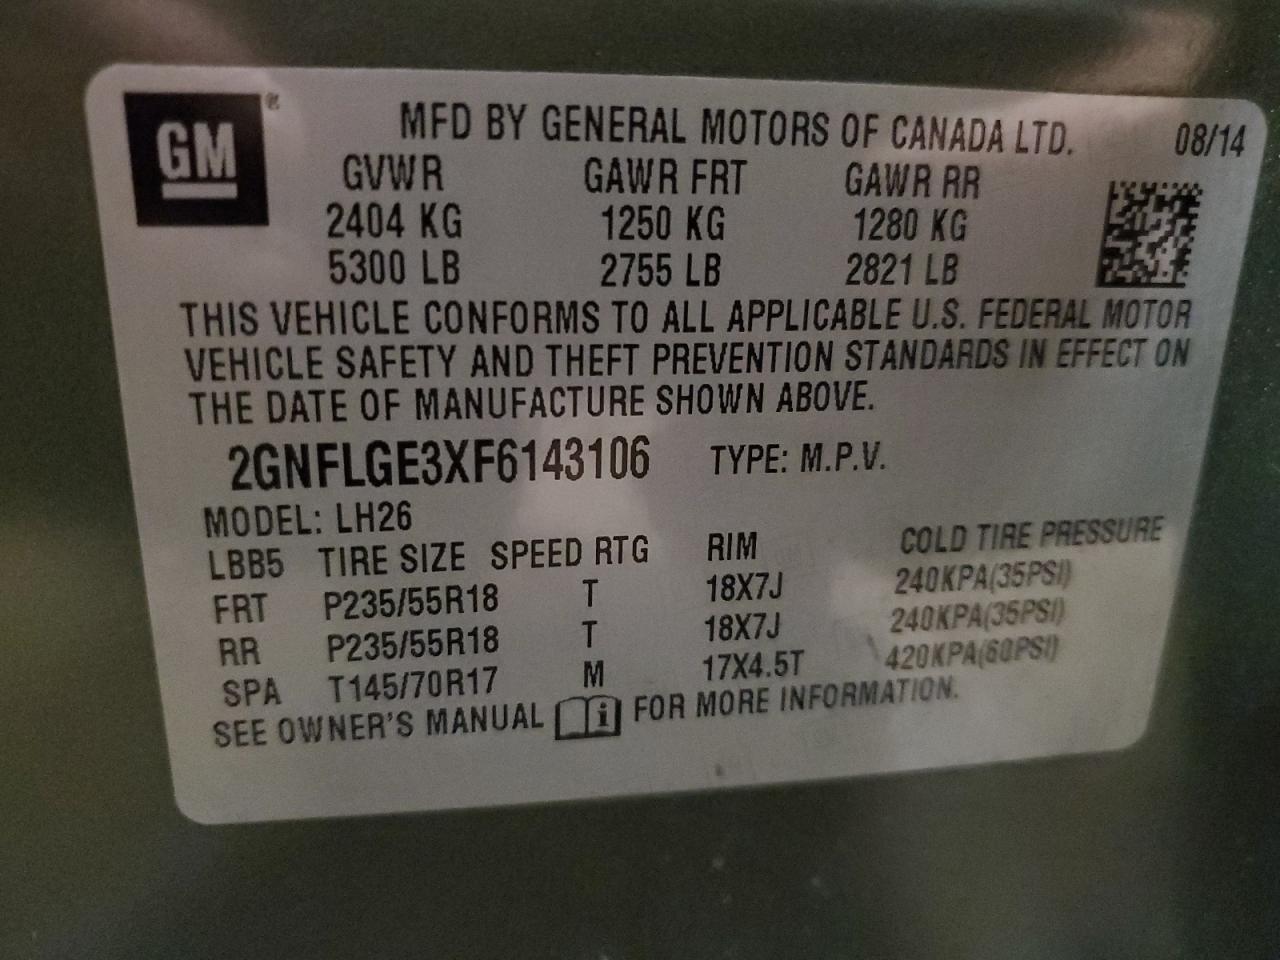 GM® MFD BY GENERAL MOTORS OF CANADA LTD. 08/14
GVWR GAWR FRT GAWR RR
2404 KG 1250 KG 1280 KG
5300 LB 2755 LB 2821 LB
THIS VEHICLE CONFORMS TO ALL APPLICABLE U.S. FEDERAL MOTOR
VEHICLE SAFETY AND THEFT PREVENTION STANDARDS IN EFFECT ON
THE DATE OF MANUFACTURE SHOWN ABOVE.
2GNFLGE3XF6143106 TYPE: M.P.V.
MODEL: LH26
LBB5 TIRE SIZE SPEED RTG RIM COLD TIRE PRESSURE
FRT P235/55R18 T 18X7J 240KPA(35PSI)
RR P235/55R18 T 18X7J 240KPA(35PSI)
SPA T145/70R17 M 17X4.5T 420KPA(60PSI)
SEE OWNER'S MANUAL i FOR MORE INFORMATION.